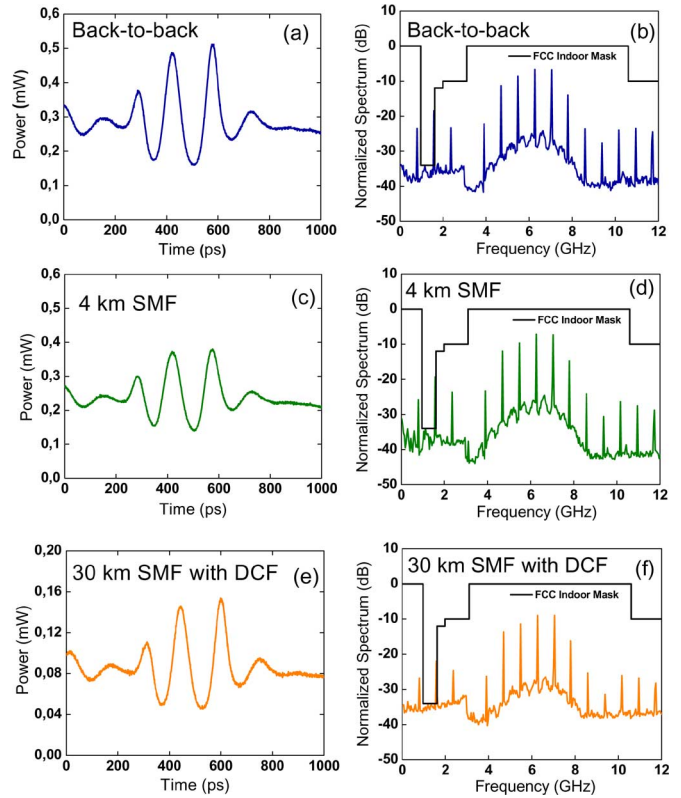 Back-to-back
(a)
0,6
0,5
0,4
0,3
0,2
0,1
0,0
Power (mW)
0
200
400
600
800
1000
Time (ps)
Back-to-back
(b)
FCC Indoor Mask
10
0
-10
-20
-30
-40
-50
Normalized Spectrum (dB)
0
2
4
6
8
10
12
Frequency (GHz)
4 km SMF
(c)
0,6
0,5
0,4
0,3
0,2
0,1
0,0
Power (mW)
0
200
400
600
800
1000
Time (ps)
4 km SMF
(d)
FCC Indoor Mask
10
0
-10
-20
-30
-40
-50
Normalized Spectrum (dB)
0
2
4
6
8
10
12
Frequency (GHz)
30 km SMF with DCF
(e)
0,20
0,16
0,12
0,08
0,04
0,00
Power (mW)
0
200
400
600
800
1000
Time (ps)
30 km SMF with DCF
(f)
FCC Indoor Mask
10
0
-10
-20
-30
-40
-50
Normalized Spectrum (dB)
0
2
4
6
8
10
12
Frequency (GHz)